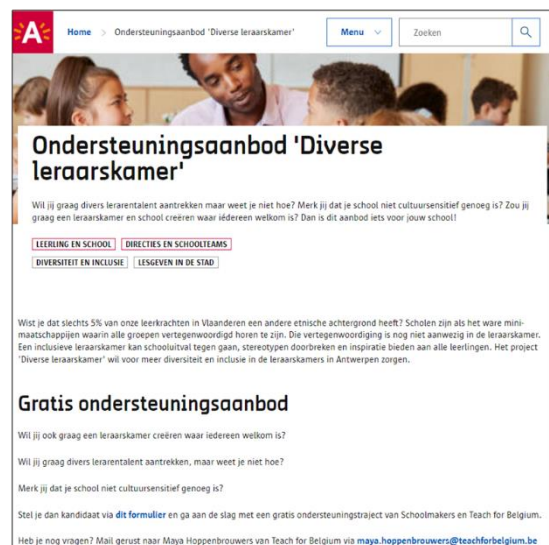 A
Home > Ondersteuningsaanbod 'Diverse leraarskamer'
Menu
Zoeken
Ondersteuningsaanbod 'Diverse
leraarskamer'
Wil jij graag divers lerarentalent aantrekken maar weet je niet hoe? Merk jij dat je school niet cultuursensitief genoeg is? Zou jij
graag een leraarskamer en school creëren waar iédereen welkom is? Dan is dit aanbod iets voor jouw school!
LEERLING EN SCHOOL
DIRECTIES EN SCHOOLTEAMS
DIVERSITEIT EN INCLUSIE
LESGEVEN IN DE STAD
Wist je dat slechts 5% van onze leerkrachten in Vlaanderen een andere etnische achtergrond heeft? Scholen zijn als het ware mini-
maatschappijen waarin alle groepen vertegenwoordigd horen te zijn. Die vertegenwoordiging is nog niet aanwezig in de leraarskamer.
Een inclusieve leraarskamer kan schooluitval tegen gaan, stereotypen doorbreken en inspiratie bieden aan alle leerlingen. Het project
'Diverse leraarskamer' wil voor meer diversiteit en inclusie in de leraarskamers in Antwerpen zorgen.
Gratis ondersteuningsaanbod
Wil jij ook graag een leraarskamer creëren waar iedereen welkom is?
Wil jij graag divers lerarentalent aantrekken, maar weet je niet hoe?
Merk jij dat je school niet cultuursensitief genoeg is?
Stel je dan kandidaat via dit formulier en ga aan de slag met een gratis ondersteuningstraject van Schoolmakers en Teach for Belgium.
Heb je nog vragen? Mail gerust naar Maya Hoppenbrouwers van Teach for Belgium via maya.hoppenbrouwers@teachforbelgium.be